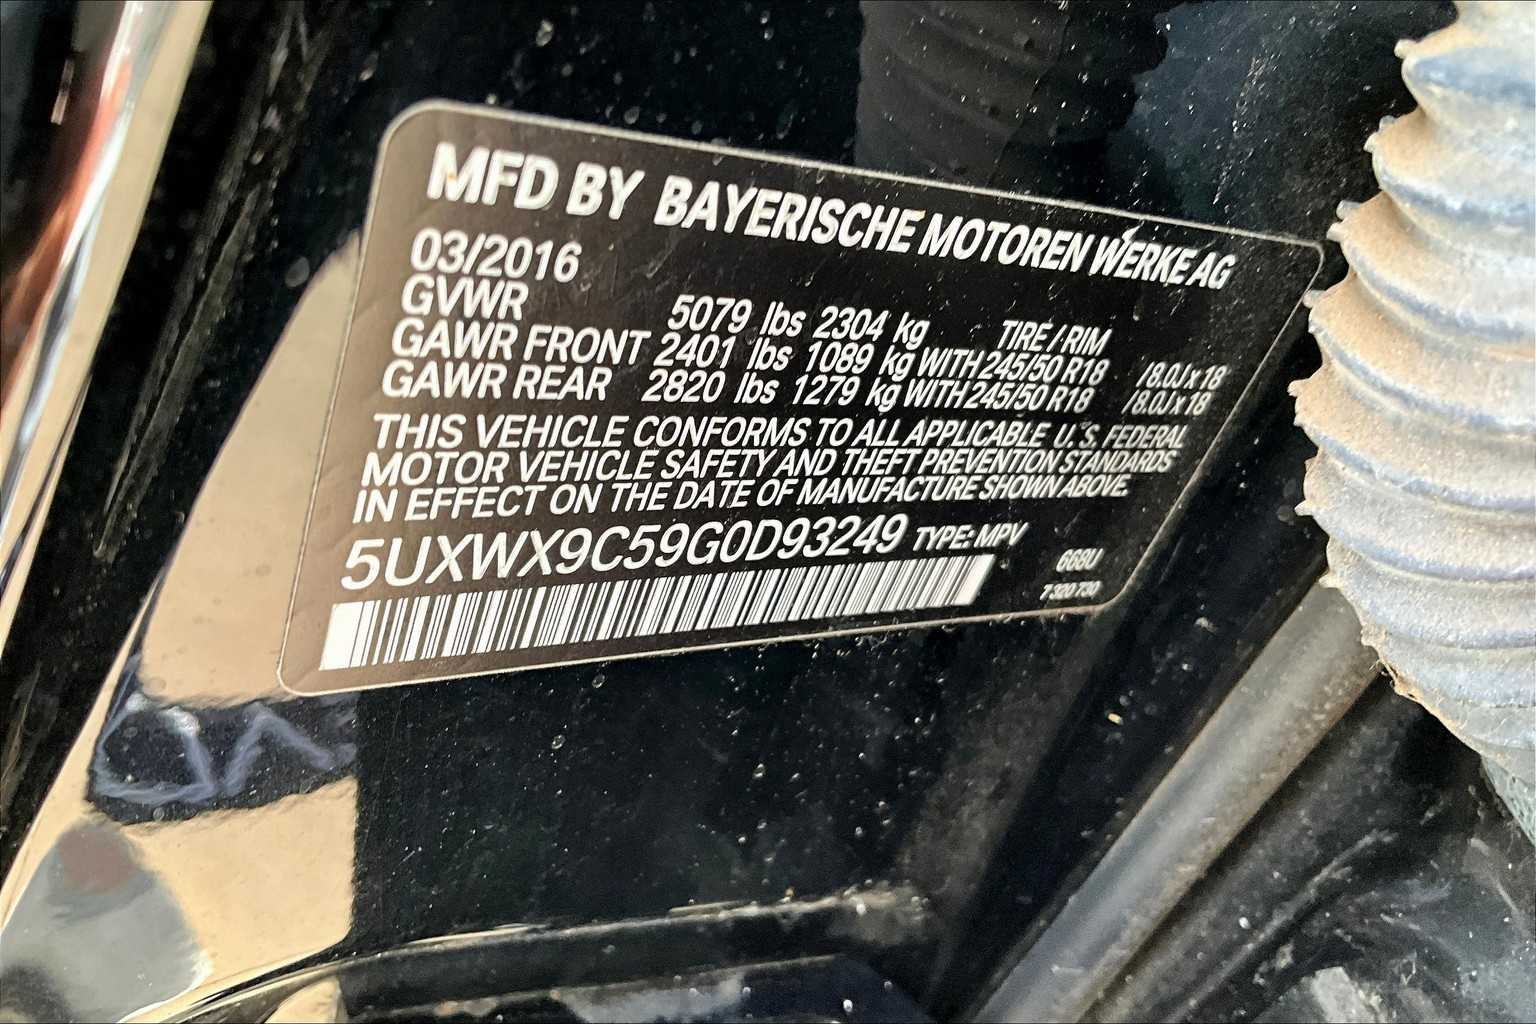 MFD BY BAYERISCHE MOTOREN WERKE AG
03/2016
GVWR 5079 lbs 2304 kg TIRE / RIM
GAWR FRONT 2401 lbs 1089 kg WITH 245/50 R18 / 8.0J x 18
GAWR REAR 2820 lbs 1279 kg WITH 245/50 R18 / 8.0J x 18
THIS VEHICLE CONFORMS TO ALL APPLICABLE U.S. FEDERAL
MOTOR VEHICLE SAFETY AND THEFT PREVENTION STANDARDS
IN EFFECT ON THE DATE OF MANUFACTURE SHOWN ABOVE.
5UXWX9C59G0D93249 TYPE: MPV
668U
7 320 730